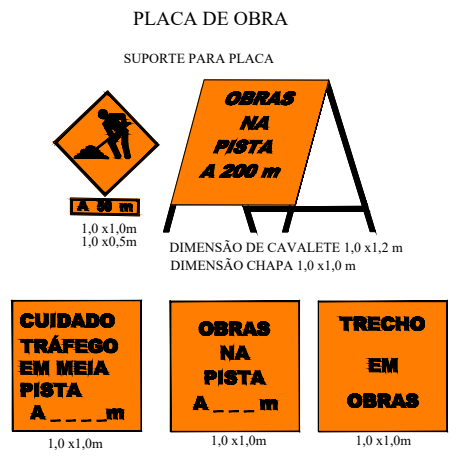 PLACA DE OBRA
SUPORTE PARA PLACA
OBRAS
NA
PISTA
A 200 m
A 50 m
1,0 x1,0m
1,0 x0,5m
DIMENSÃO DE CAVALETE 1,0 x1,2 m
DIMENSÃO CHAPA 1,0 x1,0 m
CUIDADO
TRÁFEGO
EM MEIA
PISTA
A _ _ _ _ m
1,0 x1,0m
OBRAS
NA
PISTA
A _ _ _ m
1,0 x1,0m
TRECHO
EM
OBRAS
1,0 x1,0m